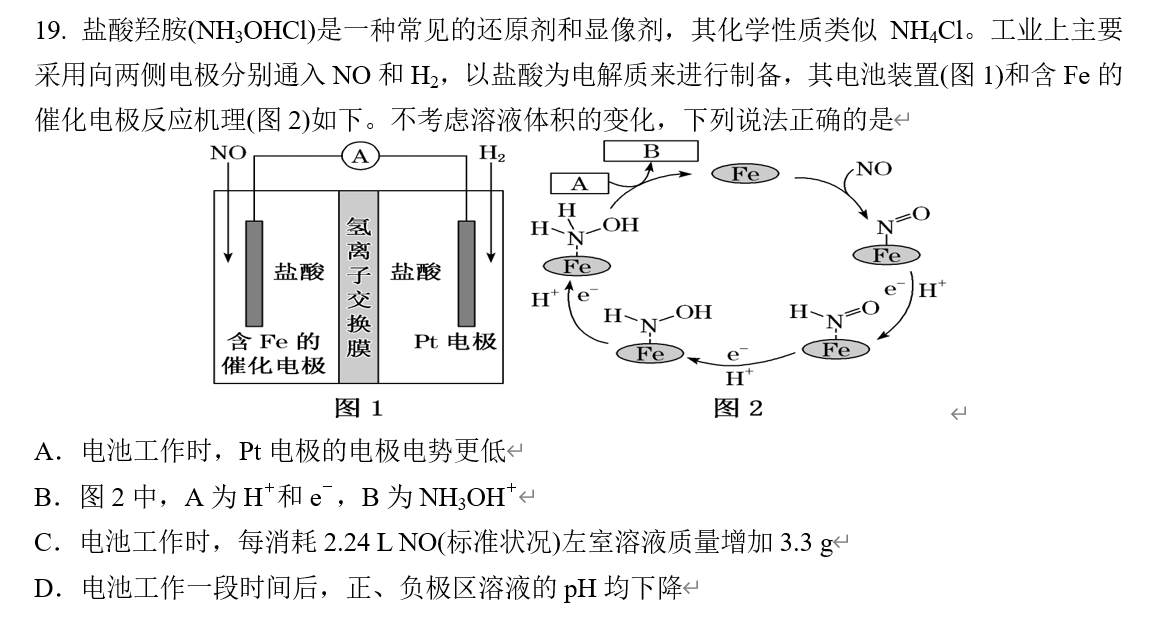 19. 盐酸羟胺(NH₃OHCl)是一种常见的还原剂和显像剂，其化学性质类似 NH₄Cl。工业上主要
采用向两侧电极分别通入 NO 和 H₂，以盐酸为电解质来进行制备，其电池装置(图 1)和含 Fe 的
催化电极反应机理(图 2)如下。不考虑溶液体积的变化，下列说法正确的是↵
NO
A
H₂
盐酸
氢离子交换膜
盐酸
含 Fe 的
催化电极
Pt 电极
图 1
B
A
Fe
NO
H
H
N
OH
Fe
N
O
Fe
H⁺
e⁻
e⁻
H⁺
H
N
OH
Fe
H
N
O
Fe
e⁻
H⁺
图 2
↵
A．电池工作时，Pt 电极的电极电势更低↵
B．图 2 中，A 为 H⁺和 e⁻，B 为 NH₃OH⁺↵
C．电池工作时，每消耗 2.24 L NO(标准状况)左室溶液质量增加 3.3 g↵
D．电池工作一段时间后，正、负极区溶液的 pH 均下降↵